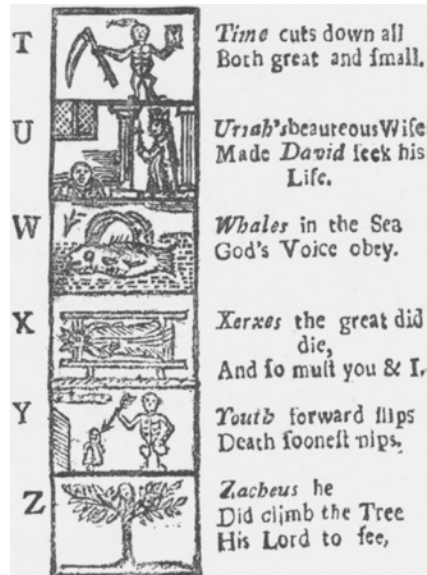 T
Time cuts down all
Both great and ſmall.
U
Uriah's beauteous Wife
Made David ſeek his
Life.
W
Whales in the Sea
God's Voice obey.
X
Xerxes the great did
die,
And ſo muſt you & I,
Y
Youth forward ſlips
Death ſooneſt nips,
Z
Zacheus he
Did climb the Tree
His Lord to ſee,